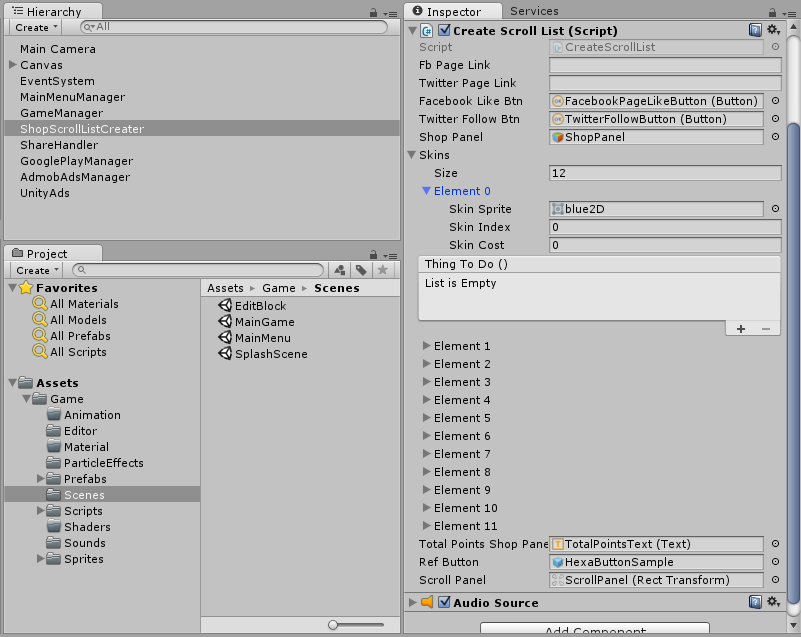 Hierarchy
Create
All
Main Camera
Canvas
EventSystem
MainMenuManager
GameManager
ShopScrollListCreater
ShareHandler
GooglePlayManager
AdmobAdsManager
UnityAds
Project
Create
Favorites
All Materials
All Models
All Prefabs
All Scripts
Assets
Game
Animation
Editor
Material
ParticleEffects
Prefabs
Scenes
Scripts
Shaders
Sounds
Sprites
Assets Game Scenes
EditBlock
MainGame
MainMenu
SplashScene
Inspector Services
Create Scroll List (Script)
Script CreateScrollList
Fb Page Link
Twitter Page Link
Facebook Like Btn FacebookPageLikeButton (Button)
Twitter Follow Btn TwitterFollowButton (Button)
Shop Panel ShopPanel
Skins
Size 12
Element 0
Skin Sprite blue2D
Skin Index 0
Skin Cost 0
Thing To Do ()
List is Empty
Element 1
Element 2
Element 3
Element 4
Element 5
Element 6
Element 7
Element 8
Element 9
Element 10
Element 11
Total Points Shop Pane TotalPointsText (Text)
Ref Button HexaButtonSample
Scroll Panel ScrollPanel (Rect Transform)
Audio Source
Add Component